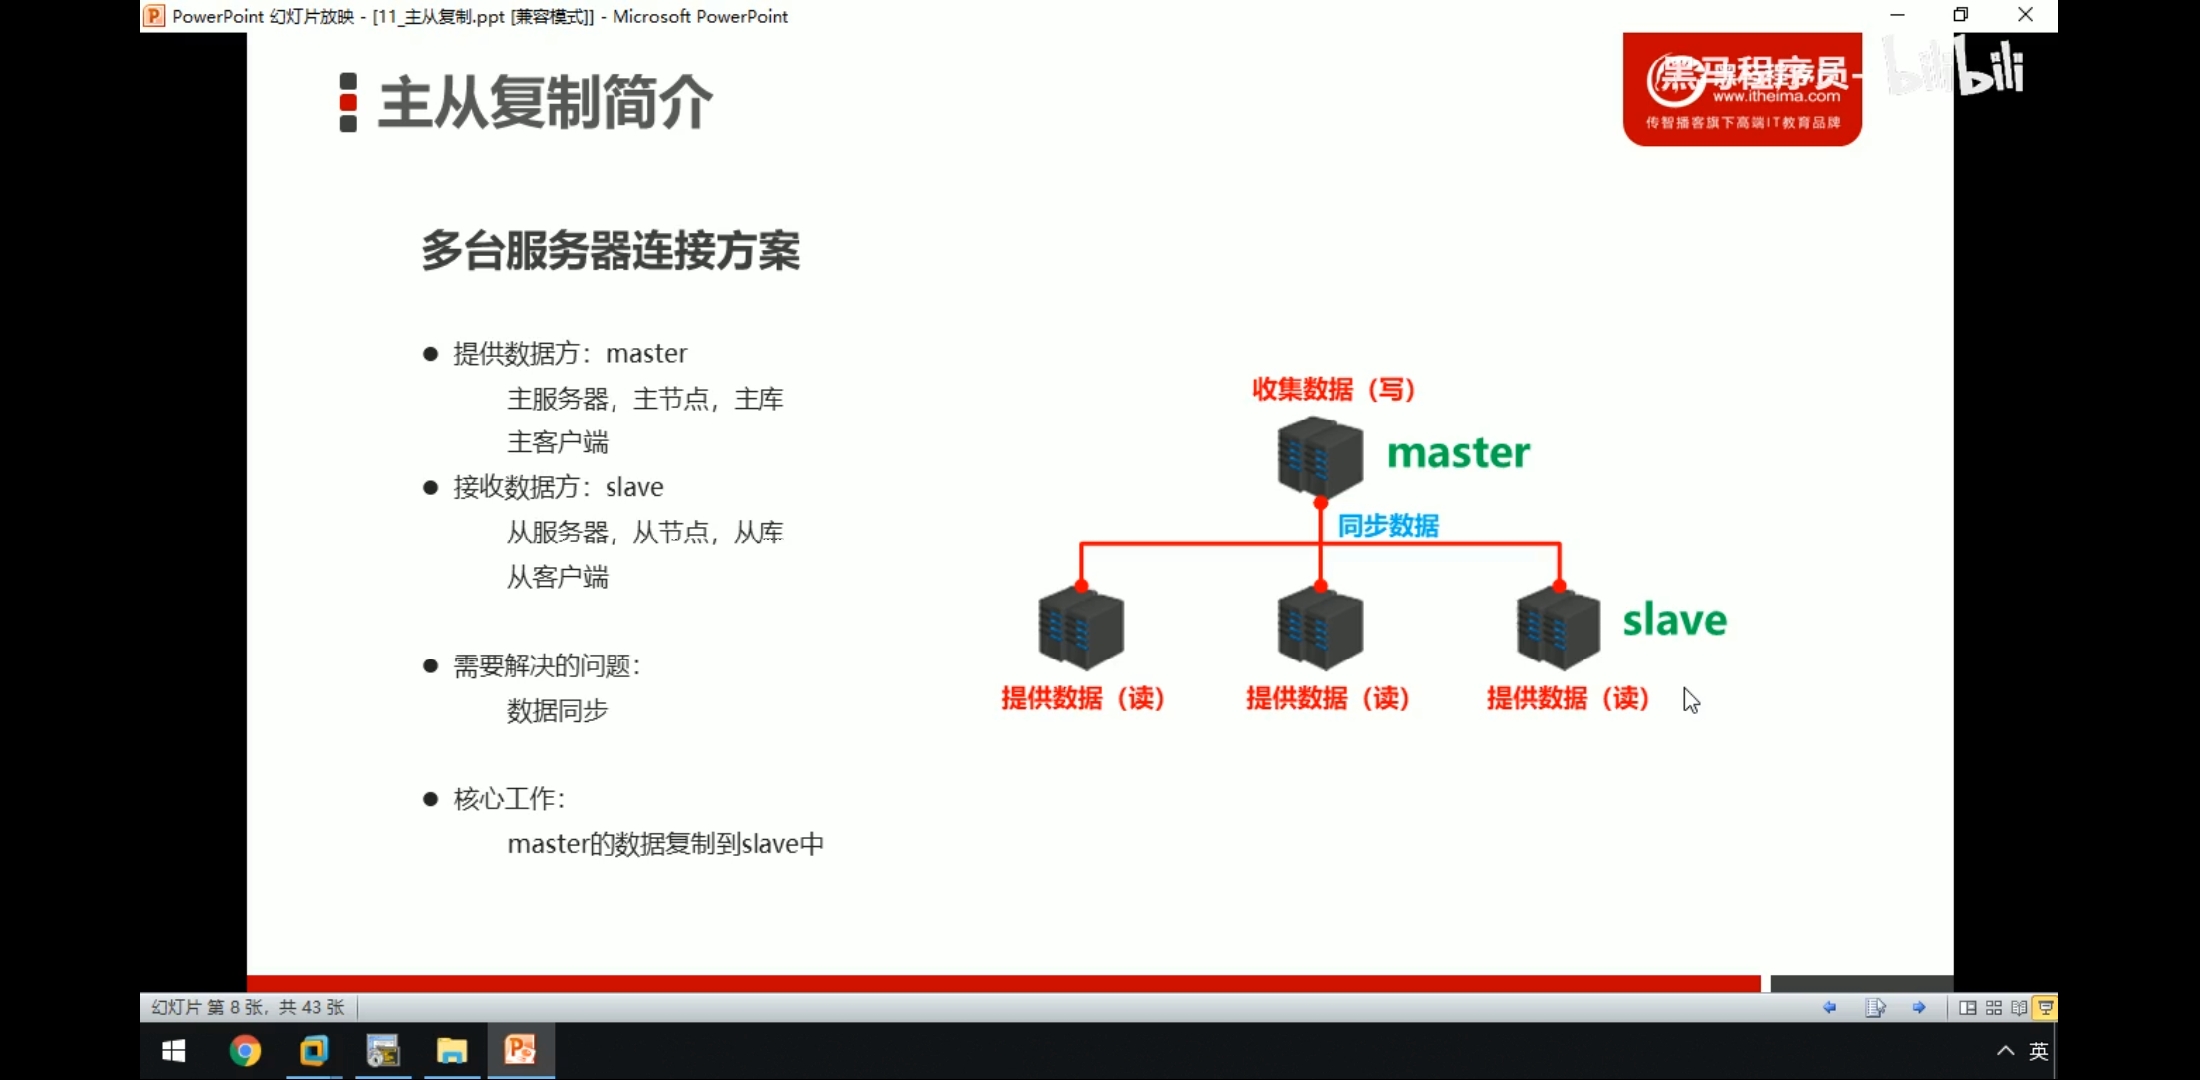 PowerPoint 幻灯片放映 - [11_主从复制.ppt [兼容模式]] - Microsoft PowerPoint
主从复制简介
黑马程序员-
bilibili
www.itheima.com
传智播客旗下高端IT教育品牌
多台服务器连接方案
● 提供数据方：master
主服务器，主节点，主库
主客户端
● 接收数据方：slave
从服务器，从节点，从库
从客户端
● 需要解决的问题：
数据同步
● 核心工作：
master的数据复制到slave中
收集数据（写）
master
同步数据
slave
提供数据（读）
提供数据（读）
提供数据（读）
幻灯片 第 8 张，共 43 张
英